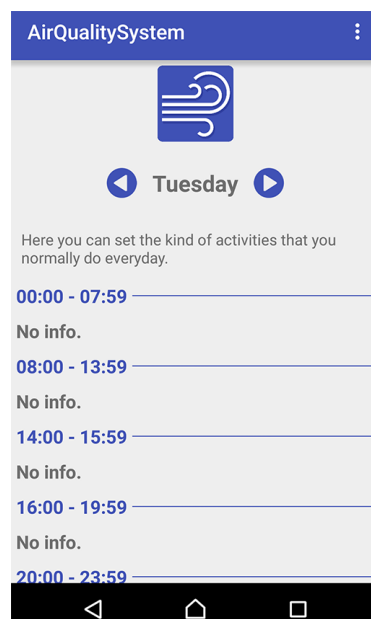 AirQualitySystem
Tuesday
Here you can set the kind of activities that you
normally do everyday.
00:00 - 07:59
No info.
08:00 - 13:59
No info.
14:00 - 15:59
No info.
16:00 - 19:59
No info.
20:00 - 23:59